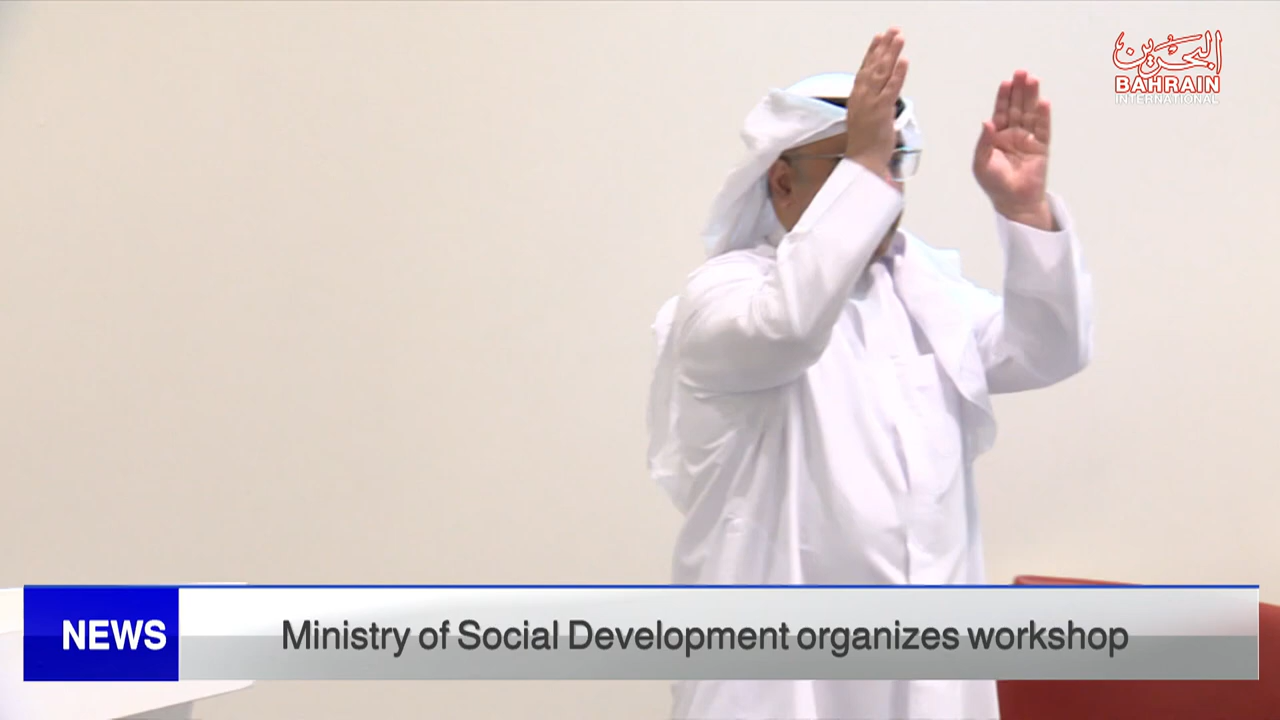 البحرين
BAHRAIN
INTERNATIONAL
NEWS
Ministry of Social Development organizes workshop